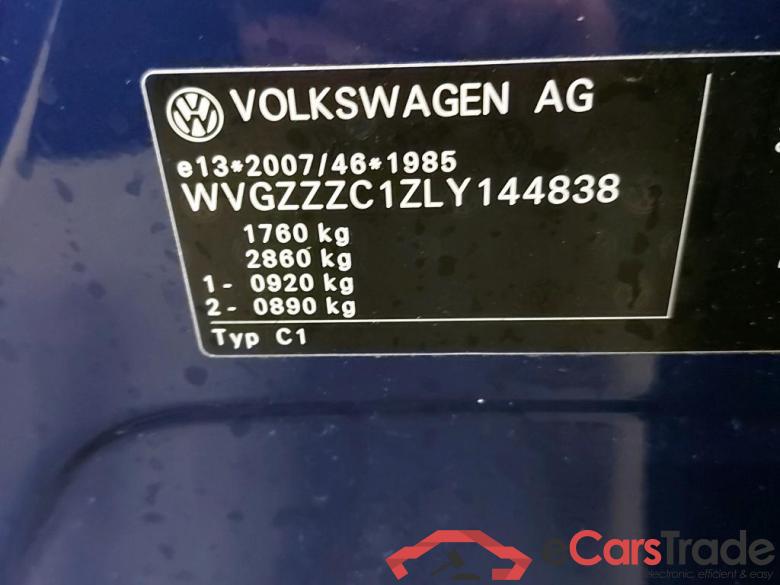 VOLKSWAGEN AG
e13*2007/46*1985
WVGZZZC1ZLY144838
1760 kg
2860 kg
1- 0920 kg
2- 0890 kg
Typ C1
eCarsTrade
electronic, efficient & easy